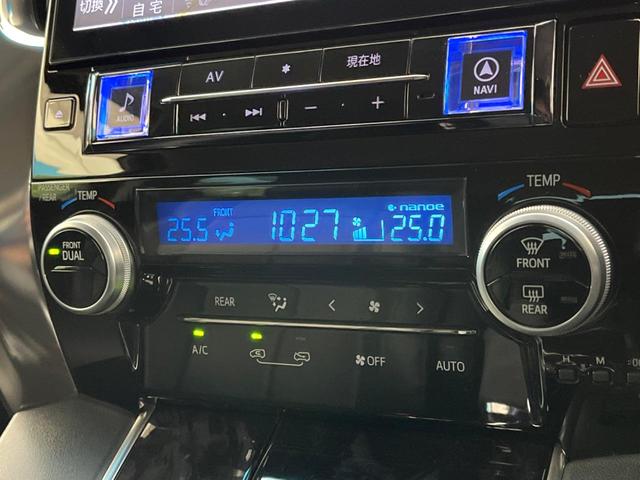 切換 自宅
AV * 現在地
AUDIO
NAVI
PASSENGER
REAR
TEMP
TEMP
FRONT
DUAL
25.5 FRONT 10:27 nanoe 25.0
FRONT
REAR
REAR
A/C
OFF
AUTO
H M